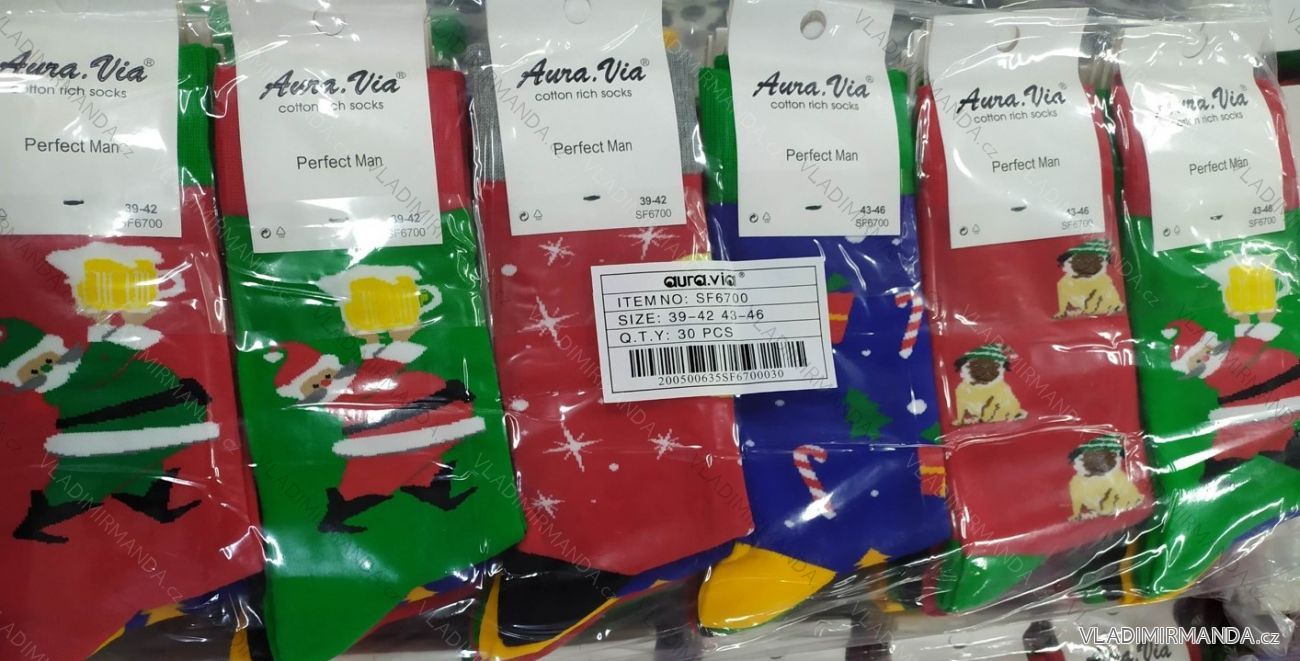 Aura.Via®
cotton rich socks
Perfect Man
39-42
SF6700
Aura.Via®
cotton rich socks
Perfect Man
39-42
SF6700
Aura.Via®
cotton rich socks
Perfect Man
39-42
SF6700
Aura.Via®
cotton rich socks
Perfect Man
43-46
SF6700
Aura.Via®
cotton rich socks
Perfect Man
43-46
SF6700
Aura.Via®
cotton rich socks
Perfect Man
43-46
SF6700
aura.via®
ITEM NO: SF6700
SIZE: 39-42 43-46
Q.T.Y: 30 PCS
200500635SF6700030
Aura.Via
VLADIMIRMANDA.cz